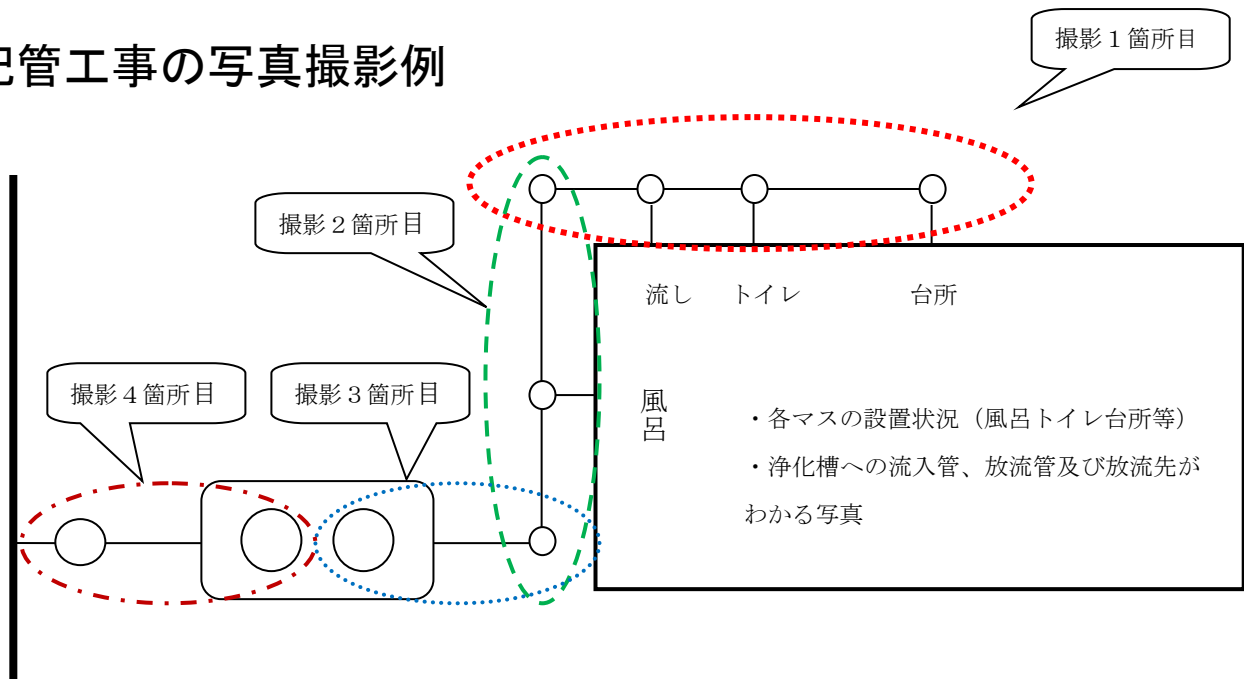 配管工事の写真撮影例
撮影1箇所目
撮影2箇所目
撮影4箇所目
撮影3箇所目
流し トイレ 台所
風呂
・各マスの設置状況（風呂トイレ台所等）
・浄化槽への流入管、放流管及び放流先が
わかる写真